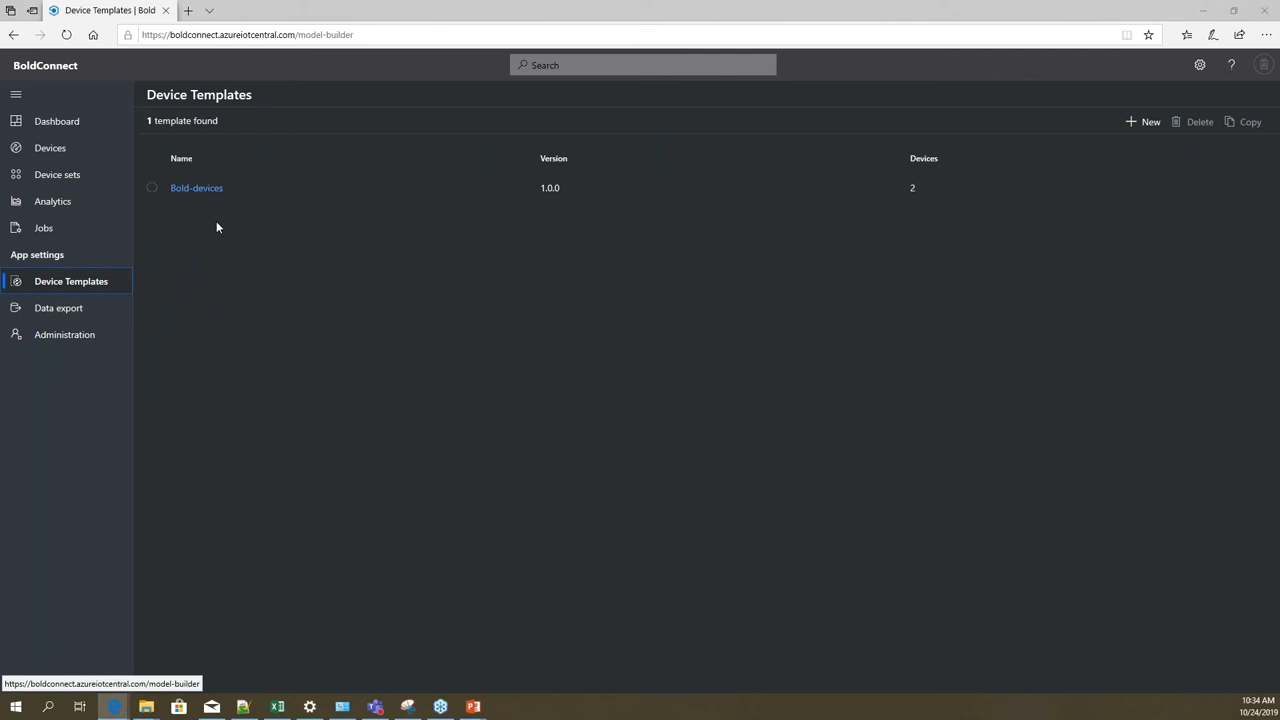 Device Templates | Bold
https://boldconnect.azureiotcentral.com/model-builder
BoldConnect
Search
Dashboard
Devices
Device sets
Analytics
Jobs
App settings
Device Templates
Data export
Administration
Device Templates
1 template found
New
Delete
Copy
Name
Version
Devices
Bold-devices
1.0.0
2
https://boldconnect.azureiotcentral.com/model-builder
10:34 AM
10/24/2019